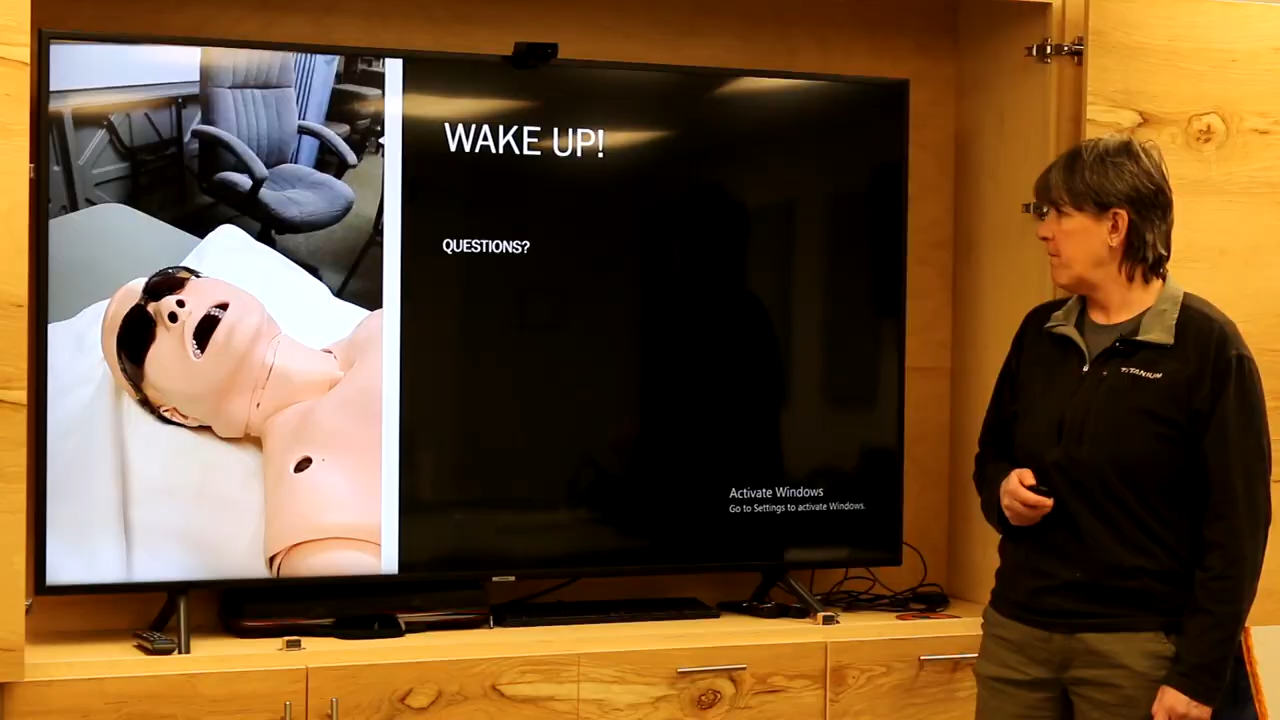 WAKE UP!
QUESTIONS?
TITANIUM
Activate Windows
Go to Settings to activate Windows.